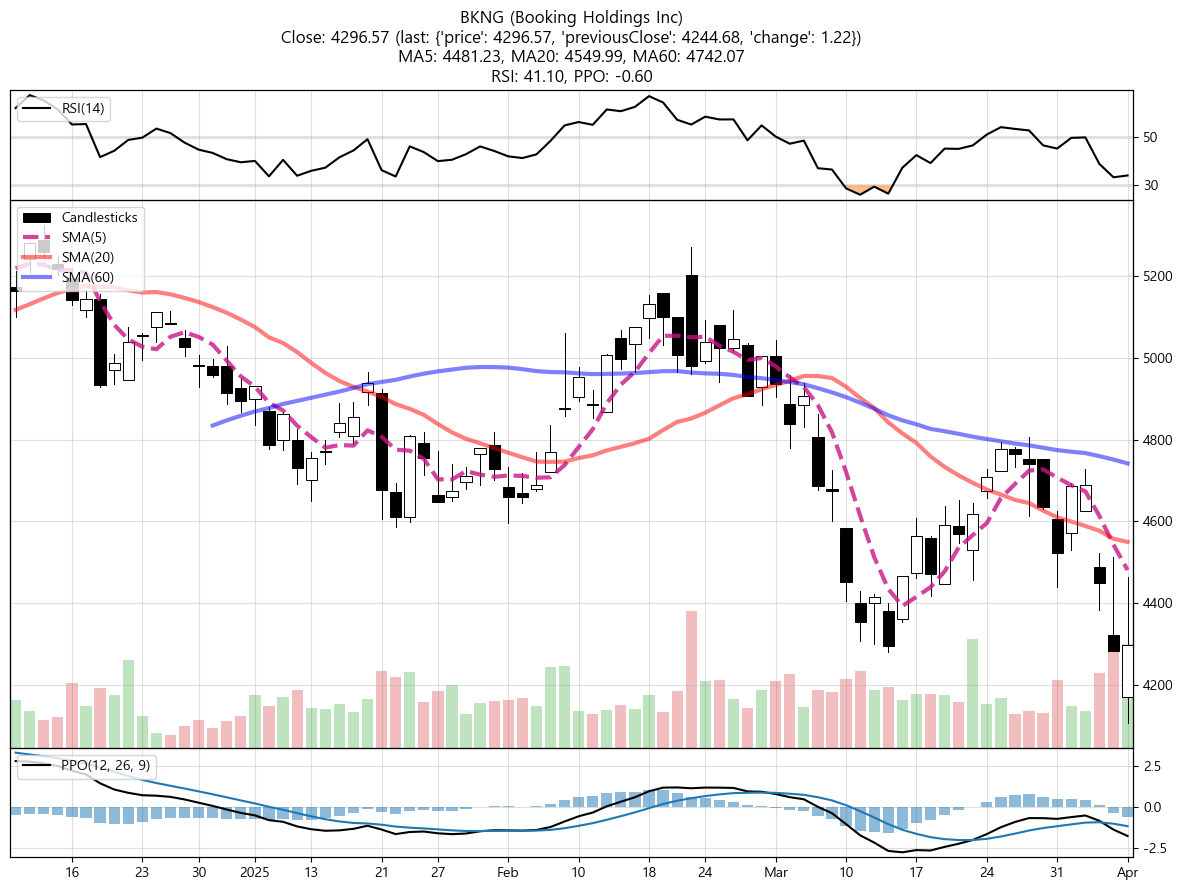 BKNG (Booking Holdings Inc)
Close: 4296.57 (last: {'price': 4296.57, 'previousClose': 4244.68, 'change': 1.22})
MA5: 4481.23, MA20: 4549.99, MA60: 4742.07
RSI: 41.10, PPO: -0.60
RSI(14)
50
30
Candlesticks
SMA(5)
SMA(20)
SMA(60)
5200
5000
4800
4600
4400
4200
PPO(12, 26, 9)
2.5
0.0
−2.5
16 23 30 2025 13 21 27 Feb 10 18 24 Mar 10 17 24 31 Apr